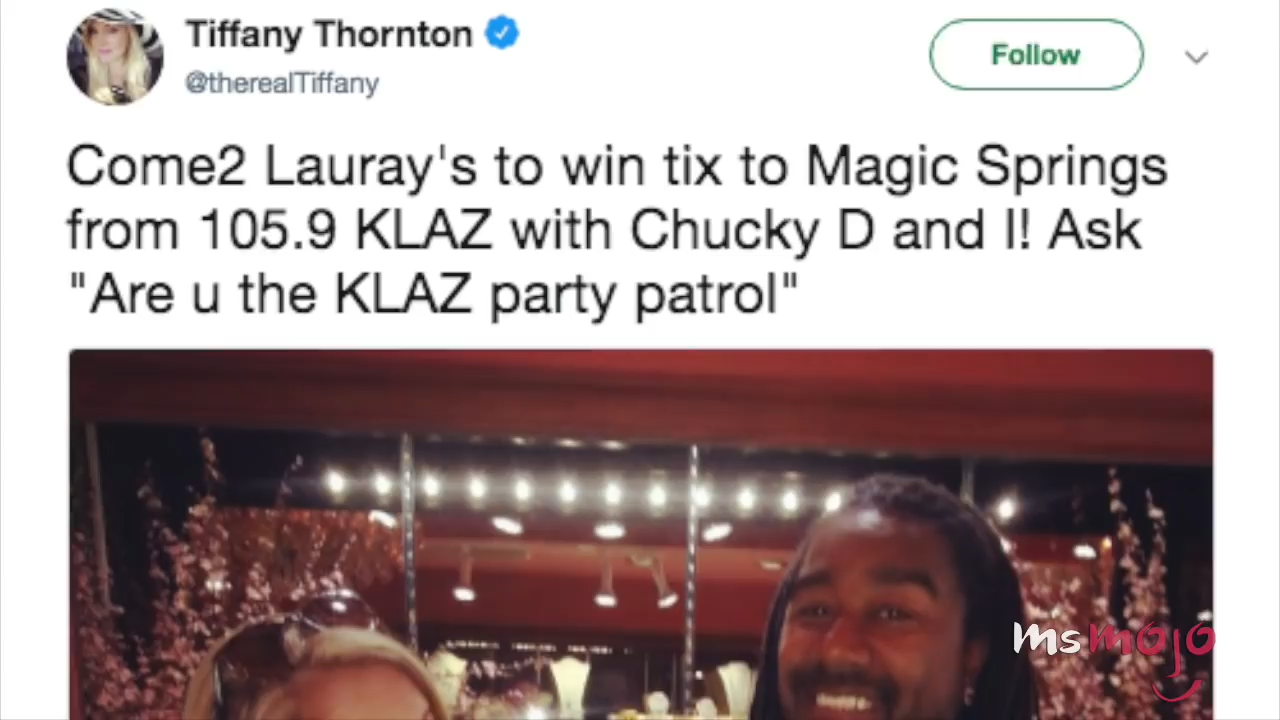 Tiffany Thornton
@therealTiffany
Follow
Come2 Lauray's to win tix to Magic Springs
from 105.9 KLAZ with Chucky D and I! Ask
"Are u the KLAZ party patrol"
msmojo